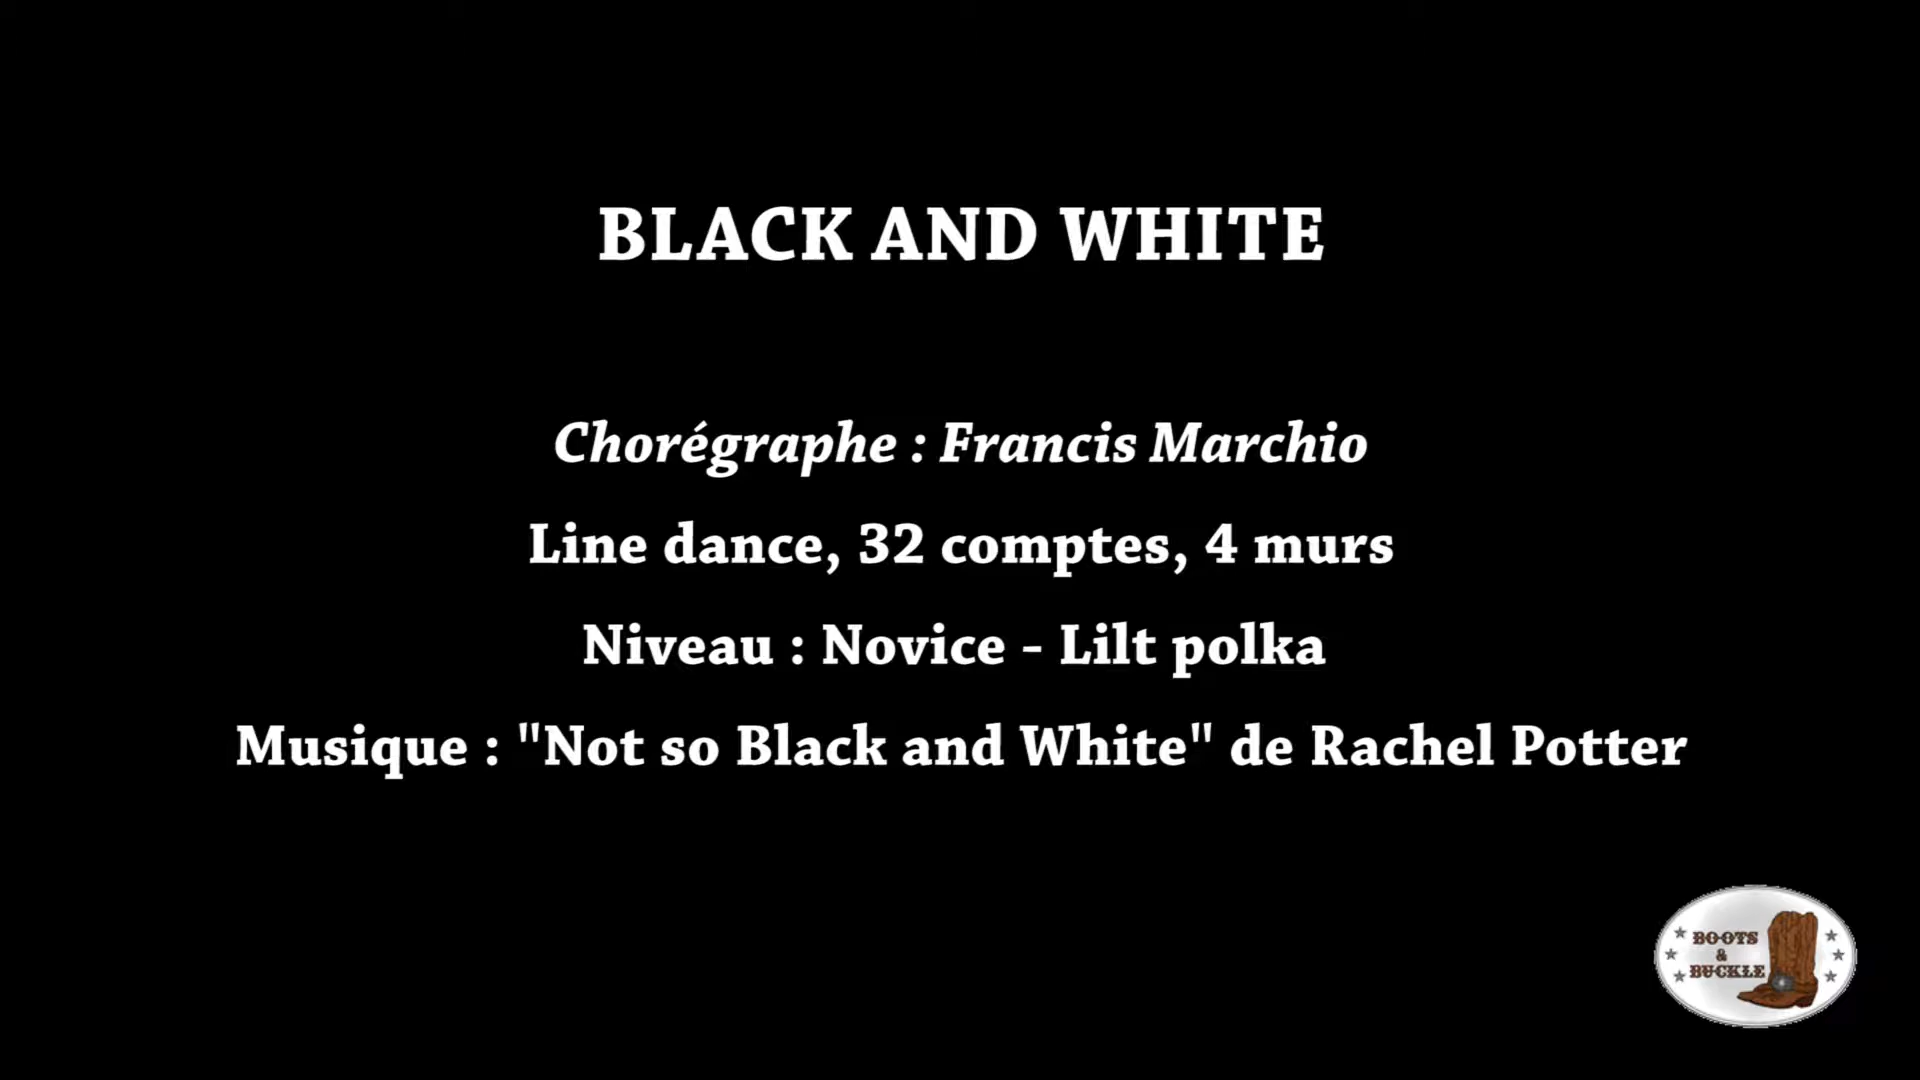 BLACK AND WHITE
Chorégraphe : Francis Marchio
Line dance, 32 comptes, 4 murs
Niveau : Novice - Lilt polka
Musique : "Not so Black and White" de Rachel Potter
BOOTS
&
BUCKLE